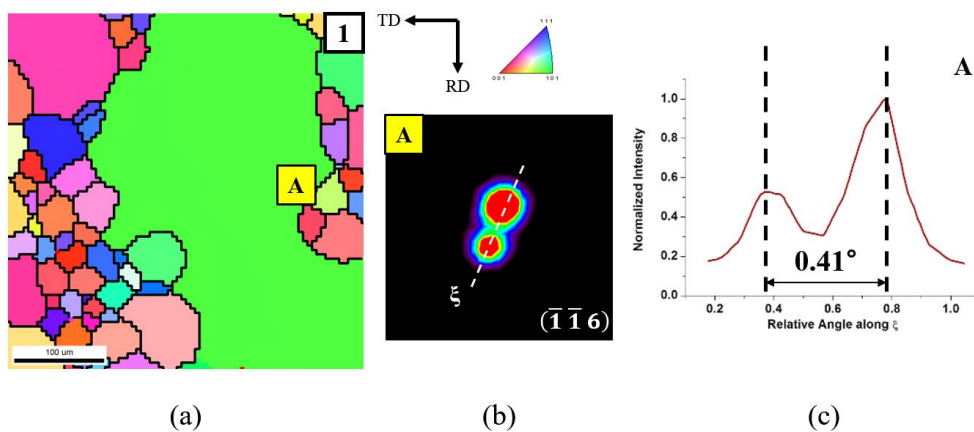 1
A
100 um
(a)
TD
RD
111
001
101
A
ξ
(1̅ 1̅ 6)
(b)
A
Normalized Intensity
1.0
0.8
0.6
0.4
0.2
0.0
0.41°
0.2 0.4 0.6 0.8 1.0
Relative Angle along ξ
(c)